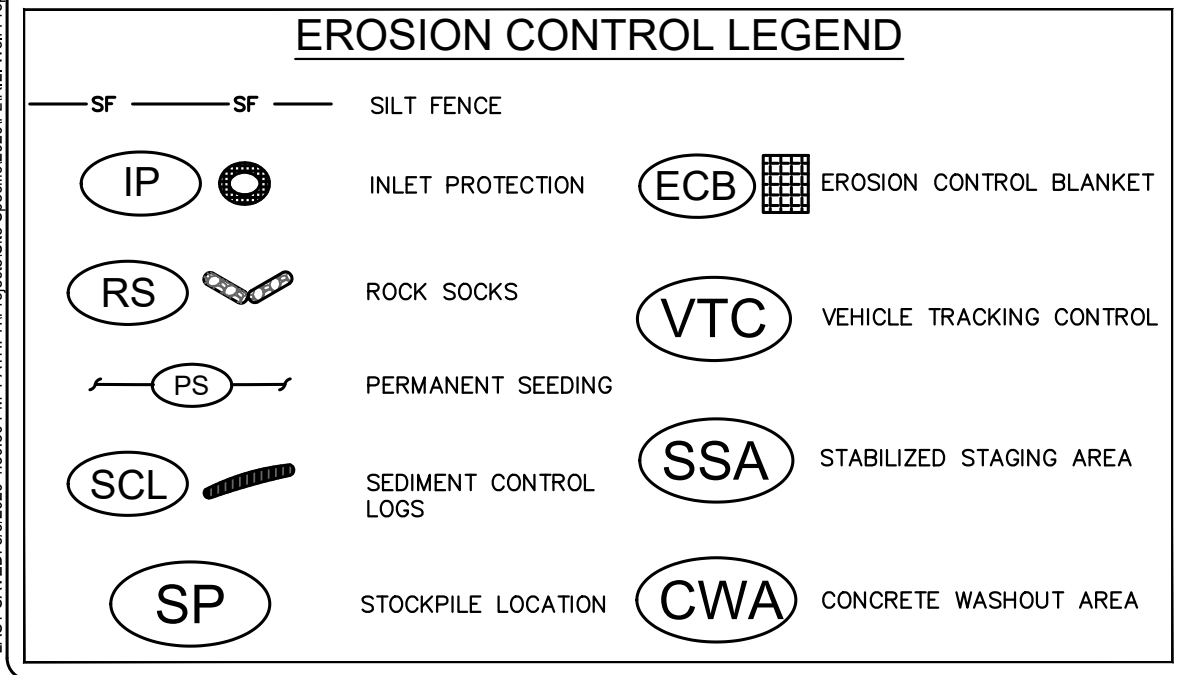 EROSION CONTROL LEGEND
SF SF SILT FENCE
IP INLET PROTECTION
RS ROCK SOCKS
PS PERMANENT SEEDING
SCL SEDIMENT CONTROL
LOGS
SP STOCKPILE LOCATION
ECB EROSION CONTROL BLANKET
VTC VEHICLE TRACKING CONTROL
SSA STABILIZED STAGING AREA
CWA CONCRETE WASHOUT AREA